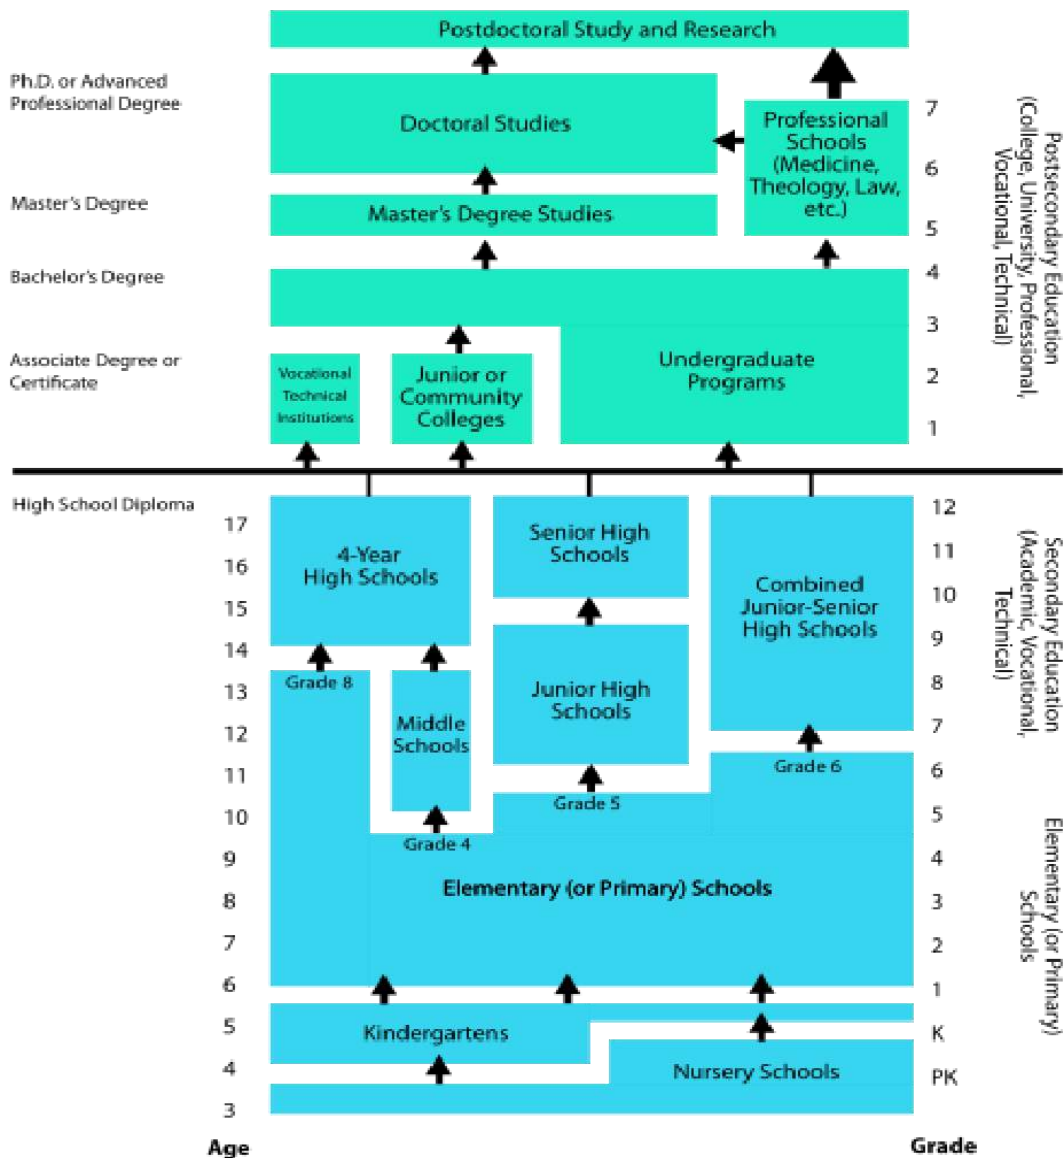 Postdoctoral Study and Research
Ph.D. or Advanced
Professional Degree
Doctoral Studies
Professional
Schools
(Medicine,
Theology, Law,
etc.)
7
6
5
Master's Degree
Master's Degree Studies
Bachelor's Degree
4
3
Associate Degree or
Certificate
Vocational
Technical
Institutions
Junior or
Community
Colleges
Undergraduate
Programs
2
1
Postsecondary Education
(College, University, Professional,
Vocational, Technical)
High School Diploma
17
16
15
14
13
12
11
10
9
8
7
6
5
4
3
Age
4-Year
High Schools
Senior High
Schools
Combined
Junior-Senior
High Schools
Grade 8
Middle
Schools
Junior High
Schools
Grade 6
Grade 5
Grade 4
Elementary (or Primary) Schools
Kindergartens
Nursery Schools
12
11
10
9
8
7
6
5
4
3
2
1
K
PK
Grade
Secondary Education
(Academic, Vocational,
Technical)
Elementary (or Primary)
Schools